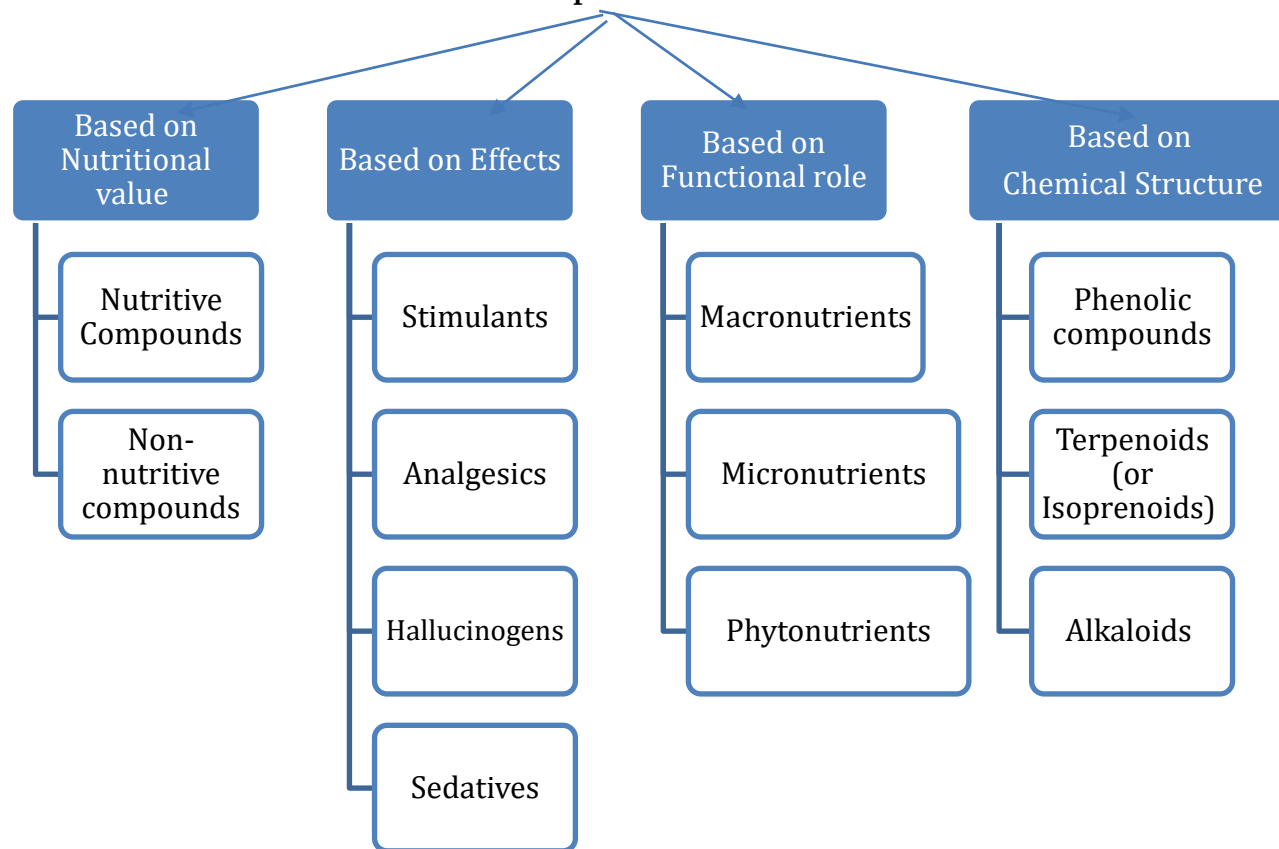 Based on
Nutritional
value
Nutritive
Compounds
Non-
nutritive
compounds
Based on Effects
Stimulants
Analgesics
Hallucinogens
Sedatives
Based on
Functional role
Macronutrients
Micronutrients
Phytonutrients
Based on
Chemical Structure
Phenolic
compounds
Terpenoids
(or
Isoprenoids)
Alkaloids